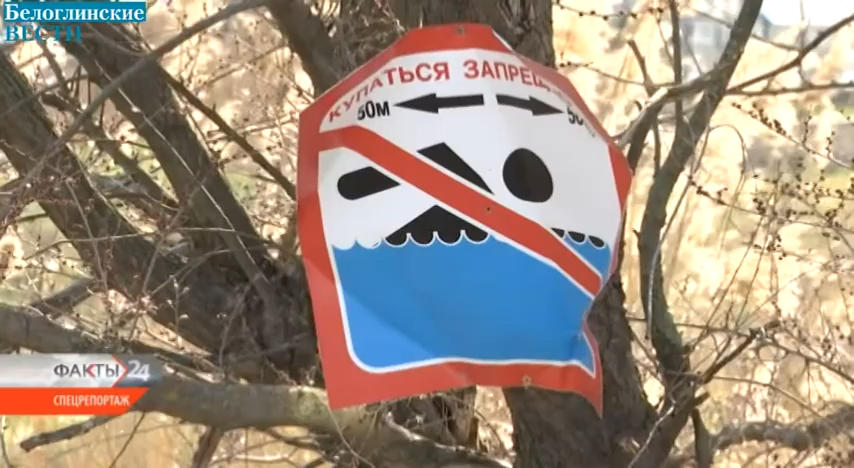 Белоглинские
ВЕСТИ
КУПАТЬСЯ ЗАПРЕЩ
50м
ФАКТЫ 24
СПЕЦРЕПОРТАЖ